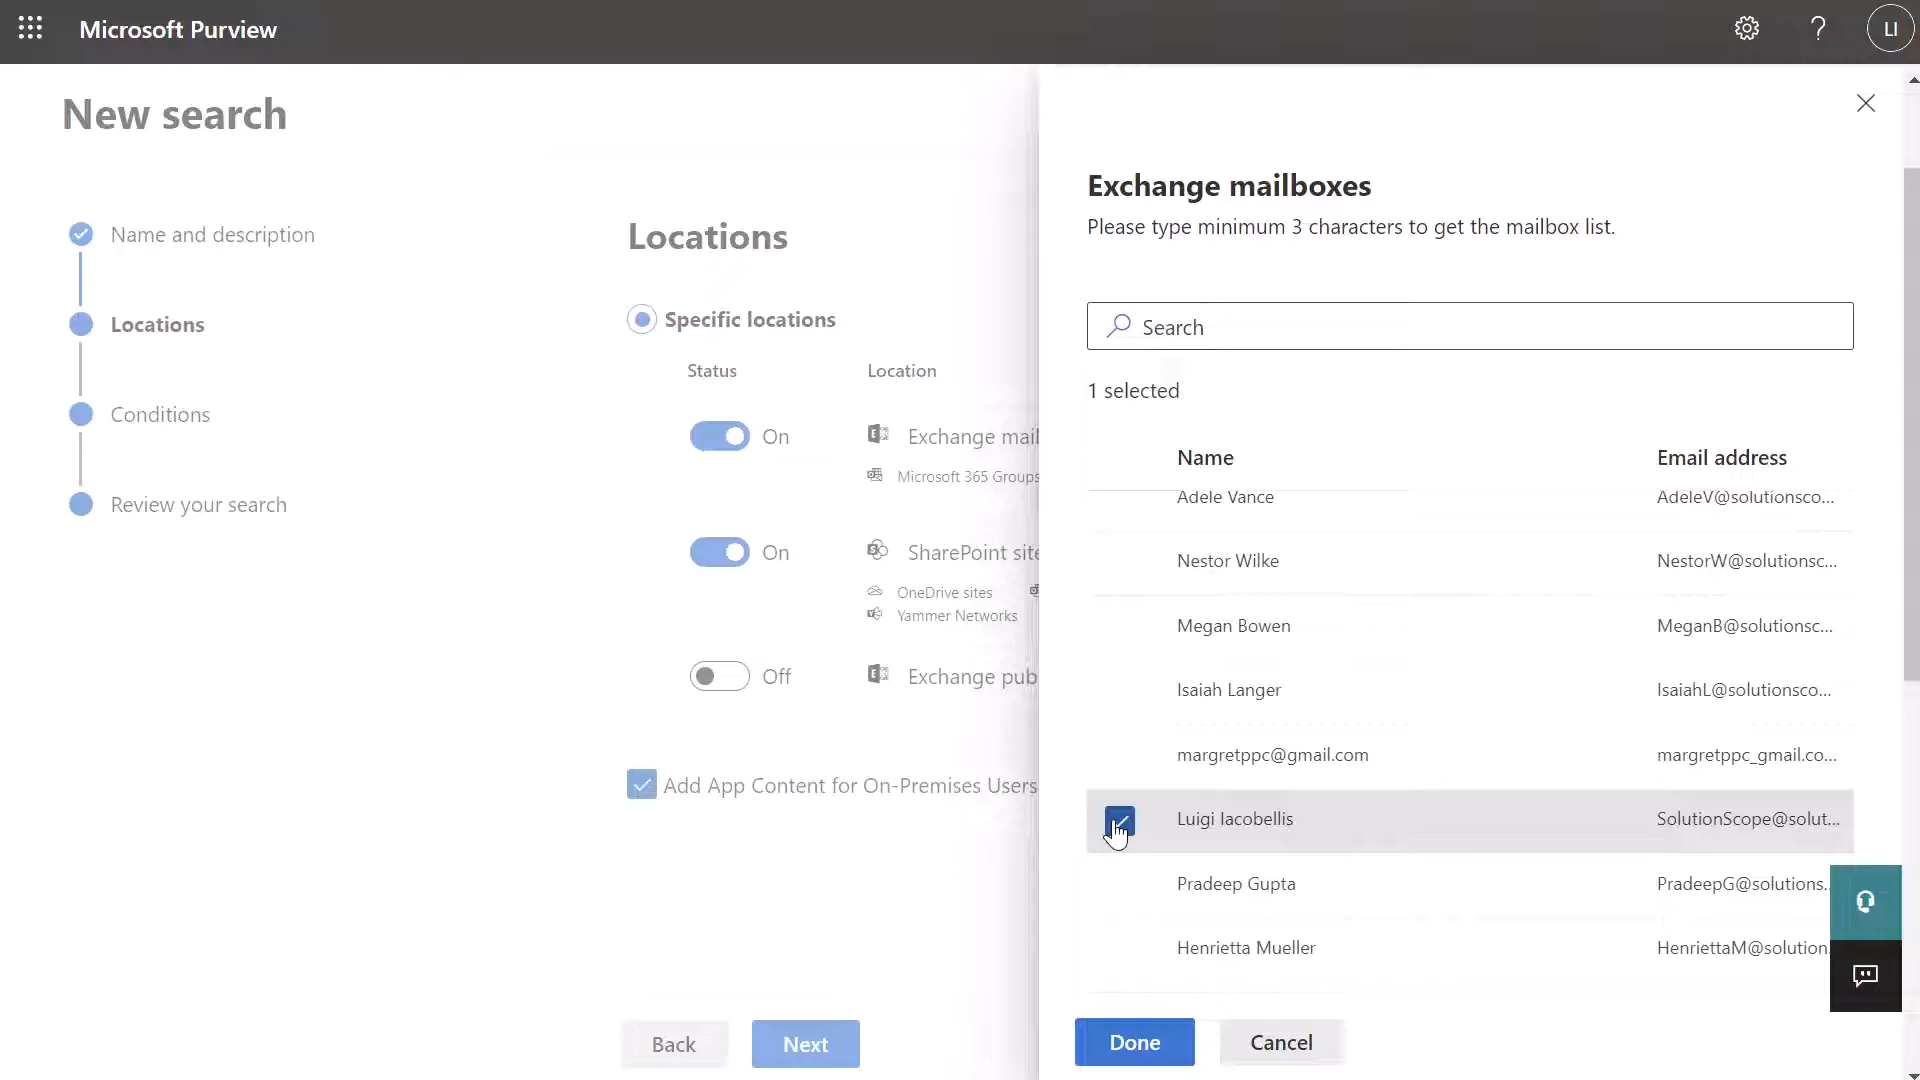 Microsoft Purview
LI
New search
Name and description
Locations
Conditions
Review your search
Locations
Specific locations
Status
Location
On
Exchange mail
Microsoft 365 Groups
On
SharePoint site
OneDrive sites
Yammer Networks
Off
Exchange pub
Add App Content for On-Premises Users
Back
Next
Exchange mailboxes
Please type minimum 3 characters to get the mailbox list.
Search
1 selected
Name
Email address
Adele Vance
AdeleV@solutionsco...
Nestor Wilke
NestorW@solutionsc...
Megan Bowen
MeganB@solutionsc...
Isaiah Langer
IsaiahL@solutionsco...
margretppc@gmail.com
margretppc_gmail.co...
Luigi Iacobellis
SolutionScope@solut...
Pradeep Gupta
PradeepG@solutions...
Henrietta Mueller
HenriettaM@solution
Done
Cancel